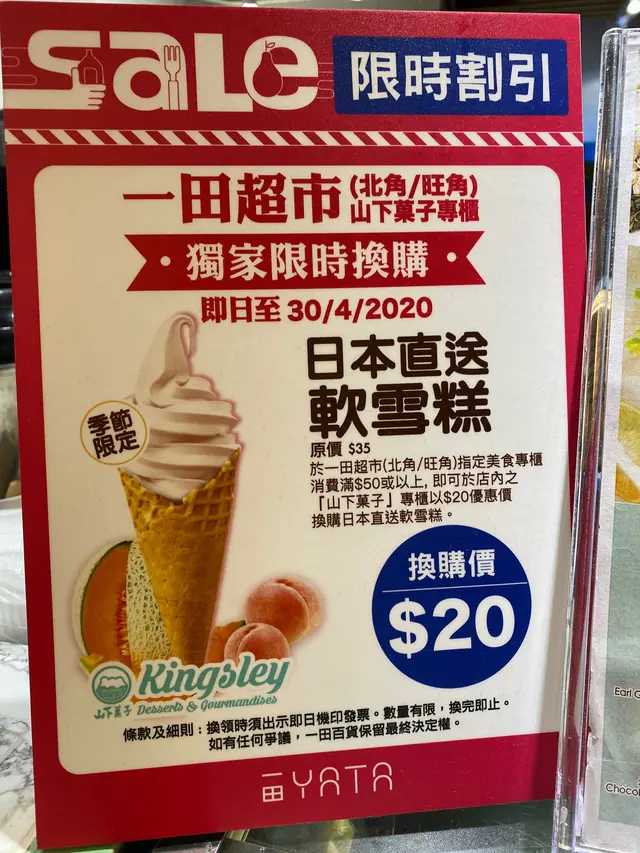 SALe 限時割引
一田超市(北角/旺角)
山下菓子專櫃
獨家限時換購
即日至 30/4/2020
日本直送
軟雪糕
季節
限定
原價 $35
於一田超市(北角/旺角)指定美食專櫃
消費滿$50或以上, 即可於店內之
「山下菓子」專櫃以$20優惠價
換購日本直送軟雪糕。
換購價
$20
Kingsley
山下菓子 Desserts & Gourmandises
條款及細則：換領時須出示即日機印發票。數量有限，換完即止。
如有任何爭議，一田百貨保留最終決定權。
一田 YATA
Earl G
Chocol